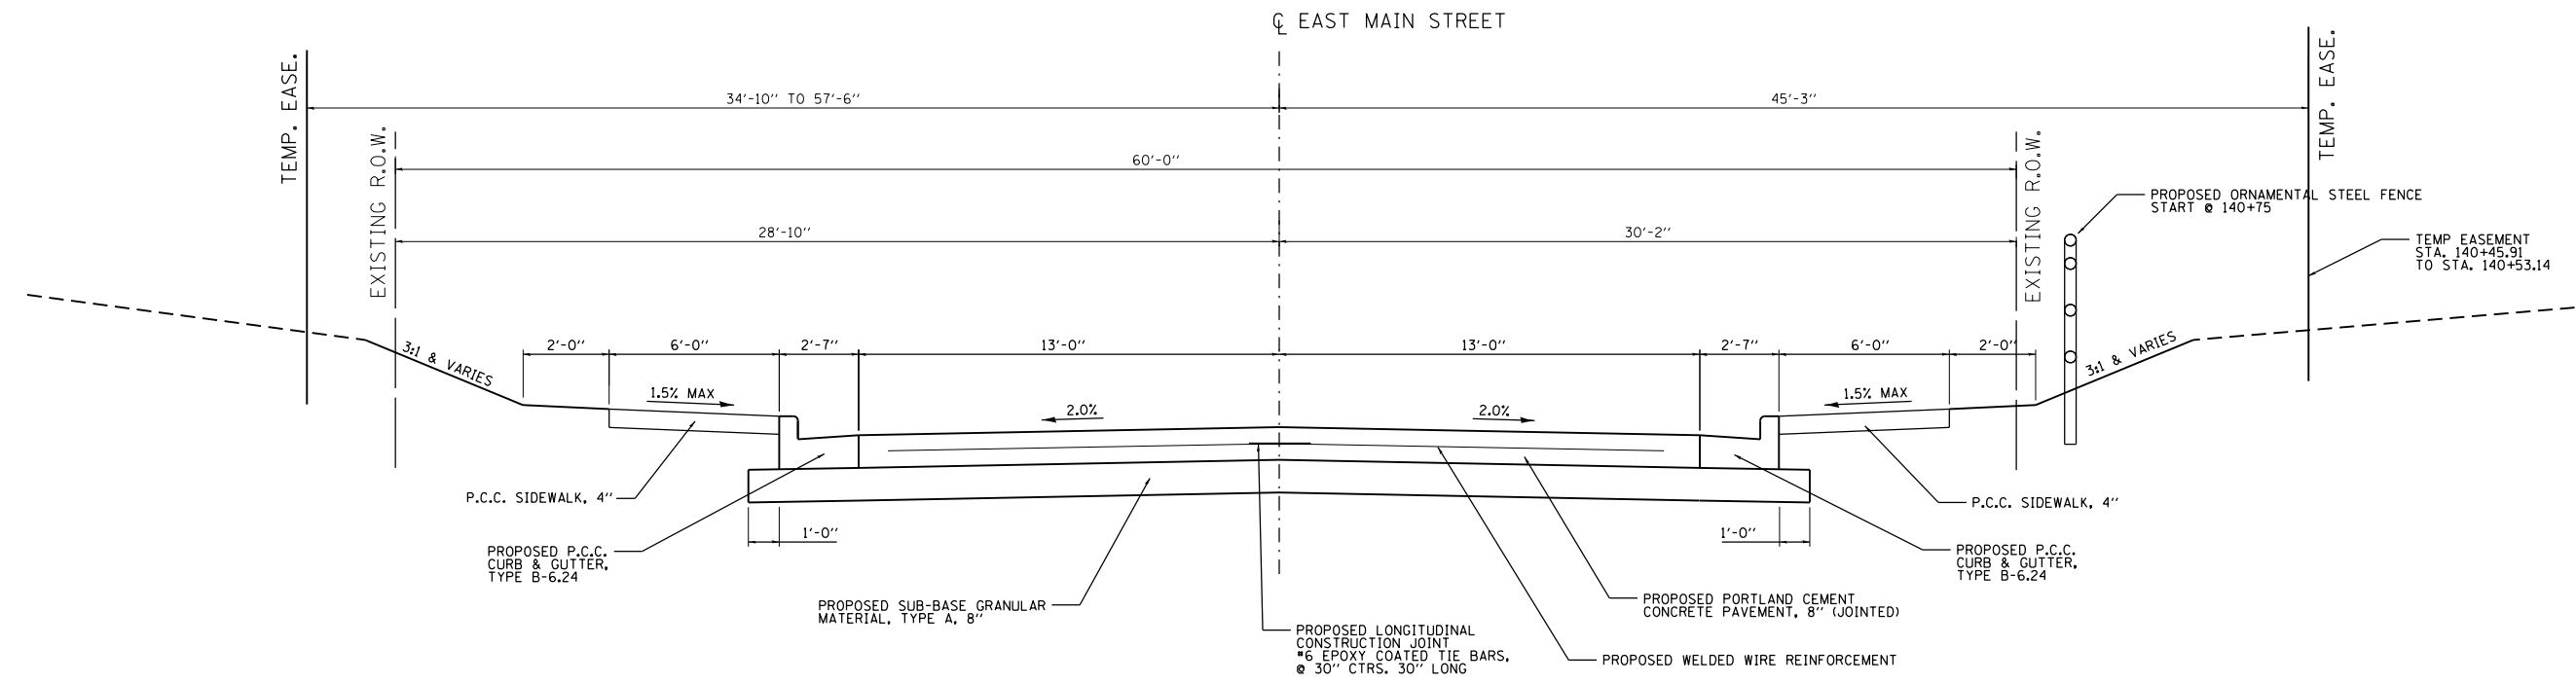 ℄ EAST MAIN STREET
TEMP. EASE.
TEMP. EASE.
34'-10" TO 57'-6"
45'-3"
EXISTING R.O.W.
EXISTING R.O.W.
60'-0"
PROPOSED ORNAMENTAL STEEL FENCE
START @ 140+75
28'-10"
30'-2"
TEMP EASEMENT
STA. 140+45.91
TO STA. 140+53.14
3:1 & VARIES
2'-0"
6'-0"
2'-7"
13'-0"
13'-0"
2'-7"
6'-0"
2'-0"
3:1 & VARIES
1.5% MAX
2.0%
2.0%
1.5% MAX
P.C.C. SIDEWALK, 4"
P.C.C. SIDEWALK, 4"
1'-0"
1'-0"
PROPOSED P.C.C.
CURB & GUTTER,
TYPE B-6.24
PROPOSED P.C.C.
CURB & GUTTER,
TYPE B-6.24
PROPOSED SUB-BASE GRANULAR
MATERIAL, TYPE A, 8"
PROPOSED PORTLAND CEMENT
CONCRETE PAVEMENT, 8" (JOINTED)
PROPOSED LONGITUDINAL
CONSTRUCTION JOINT
#6 EPOXY COATED TIE BARS,
@ 30" CTRS. 30" LONG
PROPOSED WELDED WIRE REINFORCEMENT